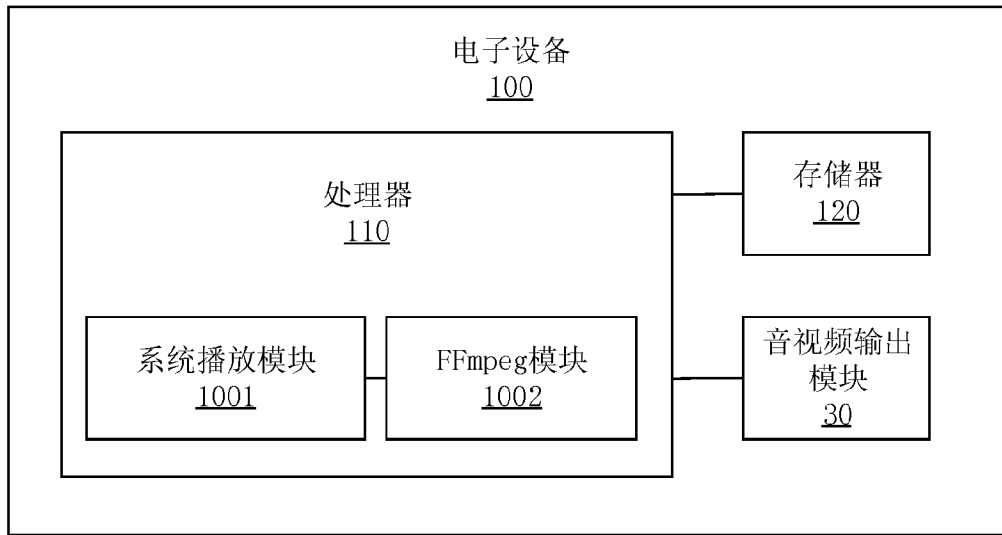 电子设备
100
处理器
110
存储器
120
系统播放模块
1001
FFmpeg模块
1002
音视频输出
模块
30